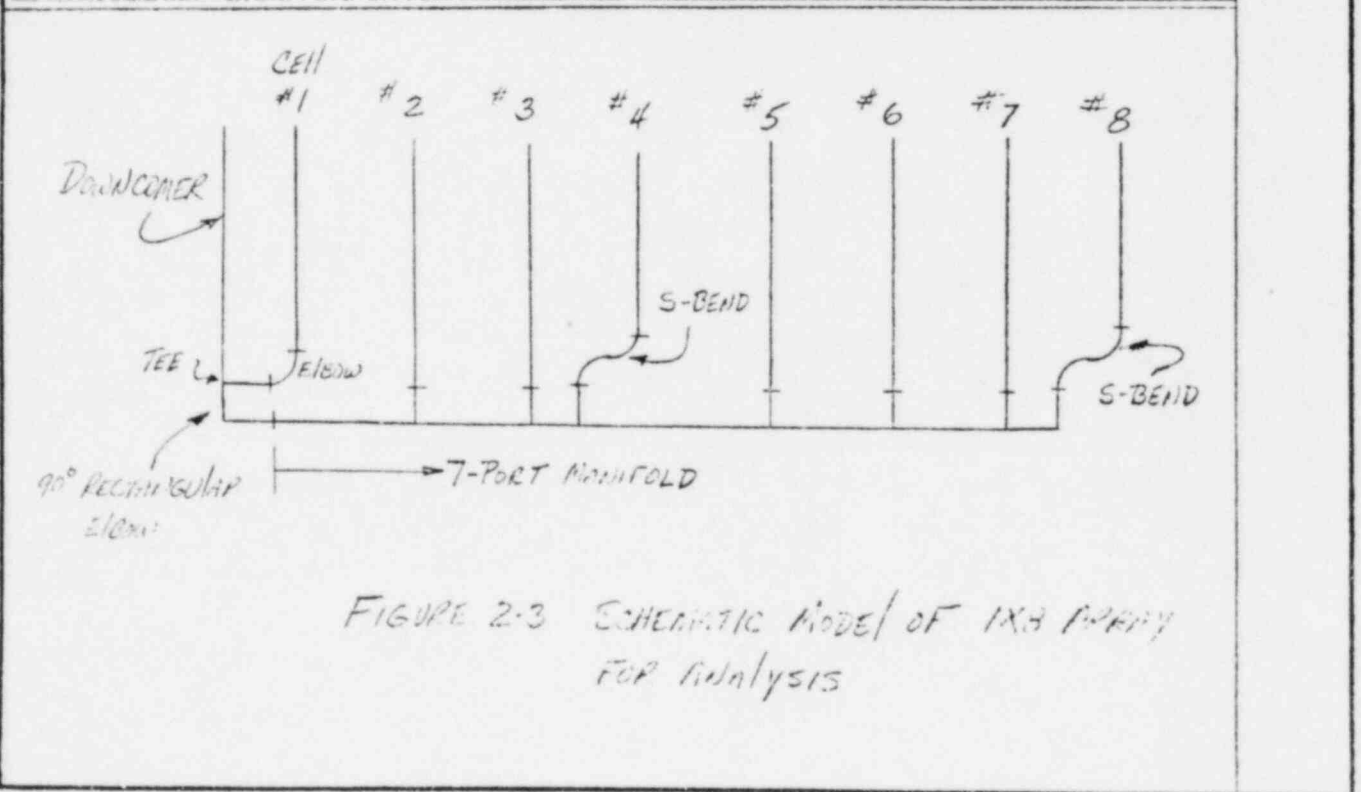 CEll
#1 #2 #3 #4 #5 #6 #7 #8
DOWNCOMER
S-BEND
TEE
ElBOW
S-BEND
7-PORT MANIFOLD
90° RECTANGULAR
ElBOW
FIGURE 2-3 SCHEMATIC MODEl OF 1X8 ARRAY
FOR ANAlYSIS